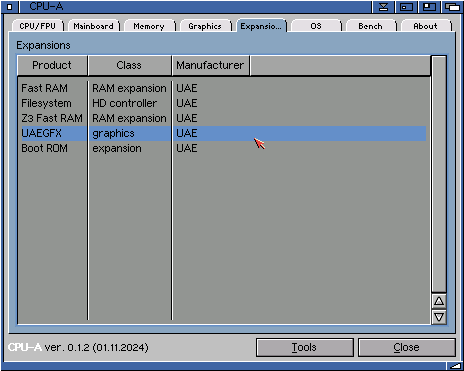 CPU-A
CPU/FPU Mainboard Memory Graphics Expansio... OS Bench About
Expansions
Product Class Manufacturer
Fast RAM RAM expansion UAE
Filesystem HD controller UAE
Z3 Fast RAM RAM expansion UAE
UAEGFX graphics UAE
Boot ROM expansion UAE
CPU-A ver. 0.1.2 (01.11.2024) Tools Close